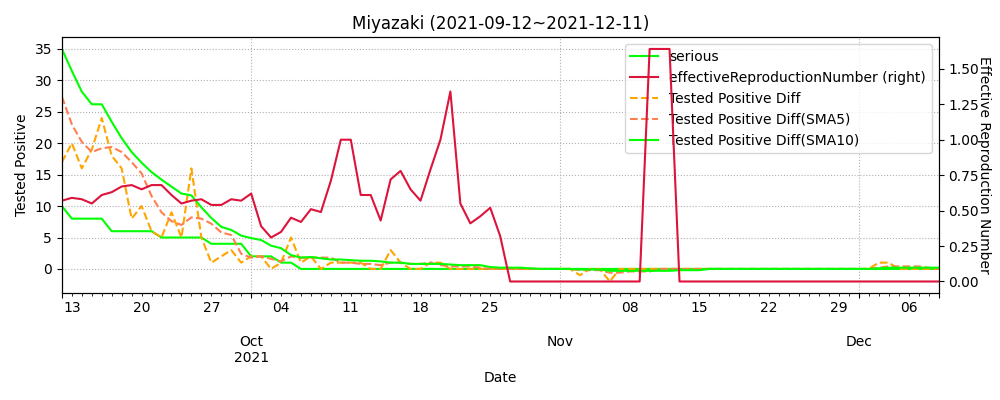 Miyazaki (2021-09-12~2021-12-11)
35
30
25
20
15
10
5
0
Tested Positive
1.50
1.25
1.00
0.75
0.50
0.25
0.00
Effective Reproduction Number
serious
effectiveReproductionNumber (right)
Tested Positive Diff
Tested Positive Diff(SMA5)
Tested Positive Diff(SMA10)
13 20 27 04 11 18 25 08 15 22 29 06
Oct Nov Dec
2021
Date